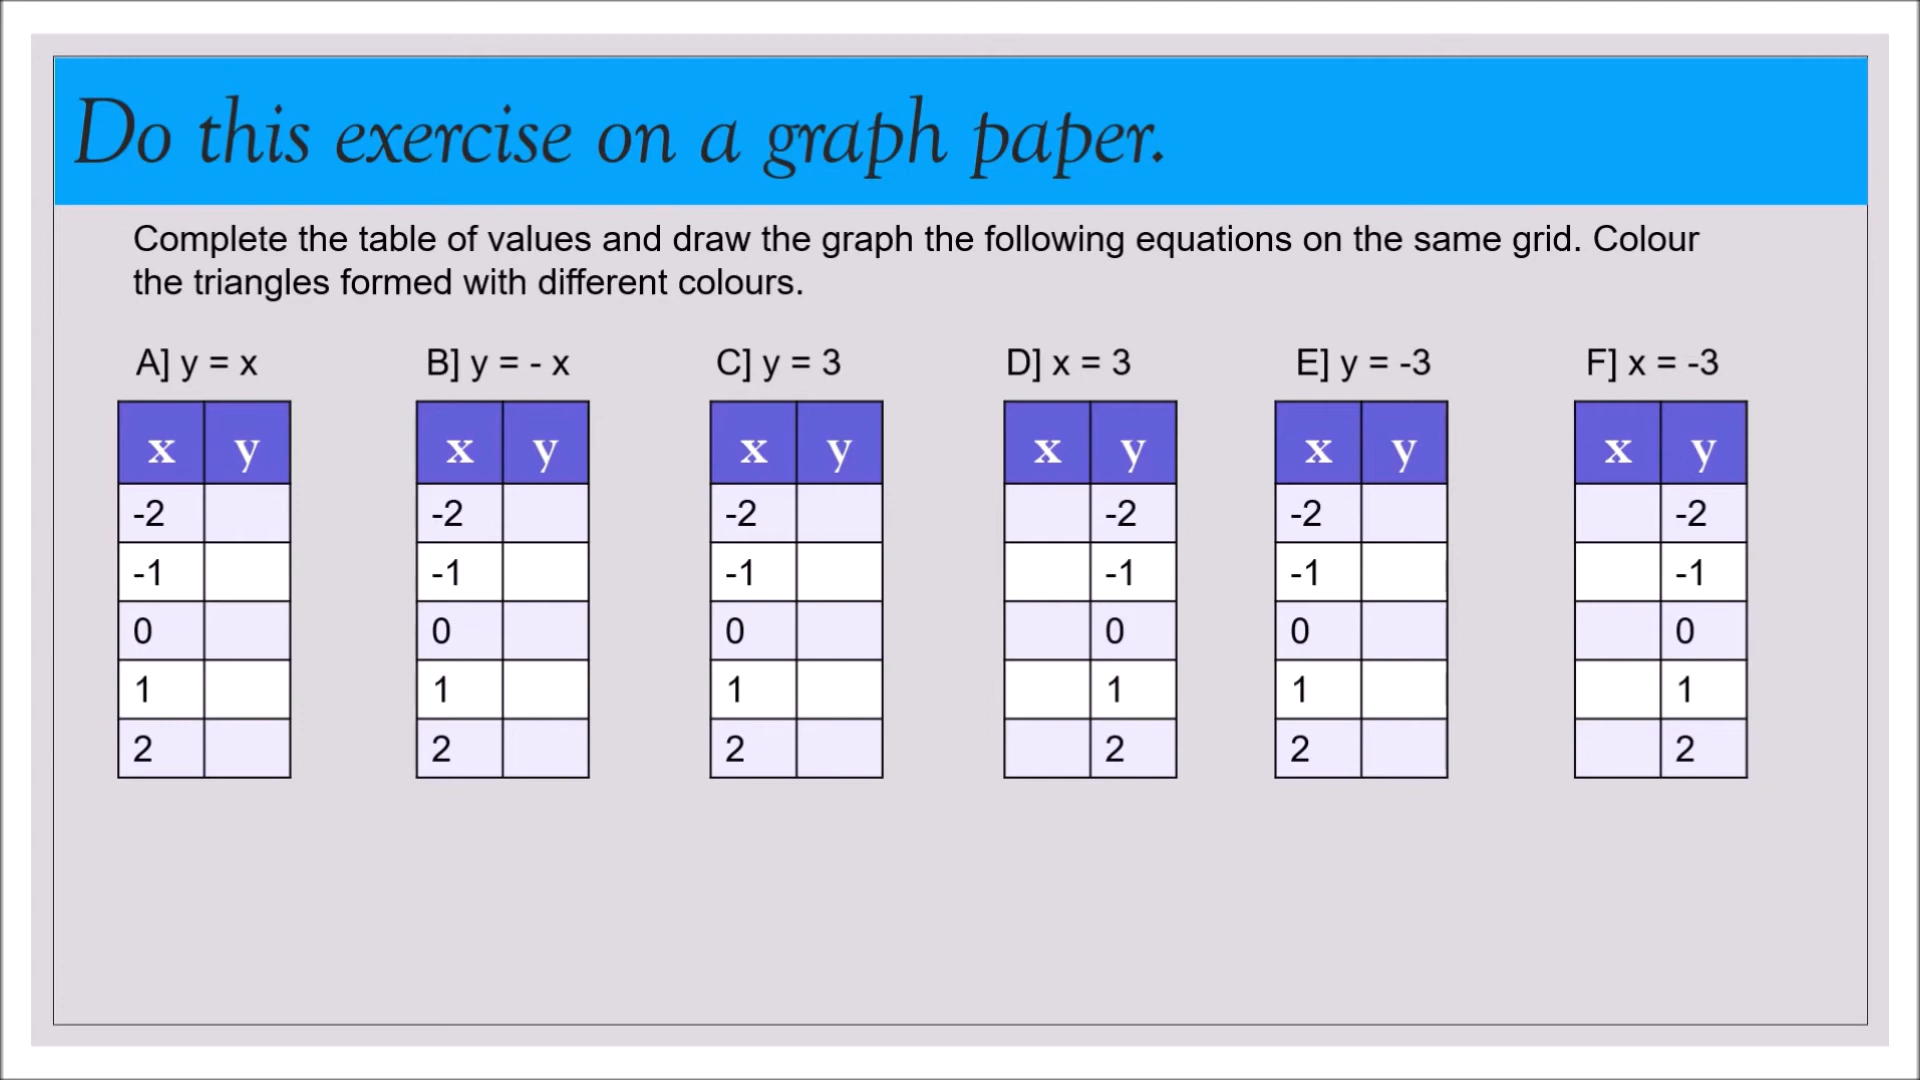 Do this exercise on a graph paper.
Complete the table of values and draw the graph the following equations on the same grid. Colour
the triangles formed with different colours.
A] y = x B] y = - x C] y = 3 D] x = 3 E] y = -3 F] x = -3
x y x y x y x y x y x y
-2 -2 -2 -2 -2 -2
-1 -1 -1 -1 -1 -1
0 0 0 0 0 0
1 1 1 1 1 1
2 2 2 2 2 2